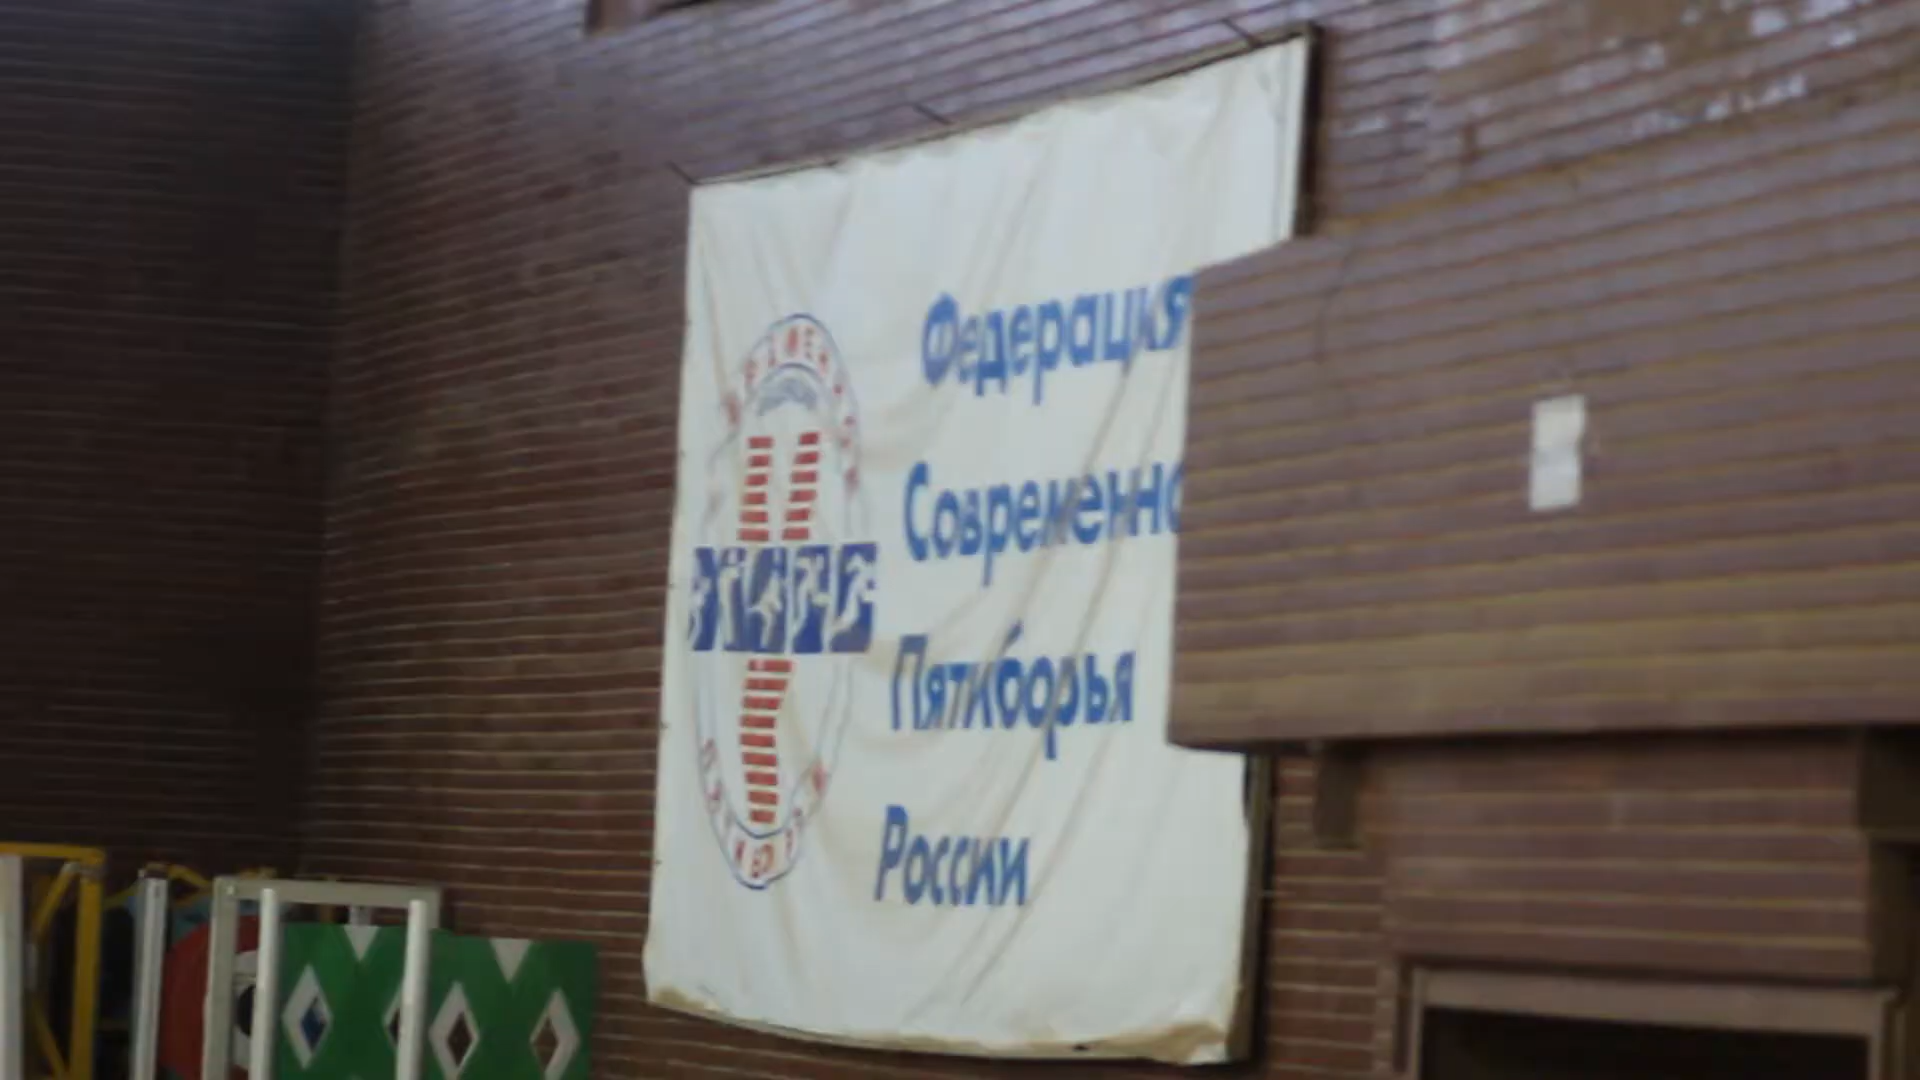 Федерация
Современно
Пятиборья
России